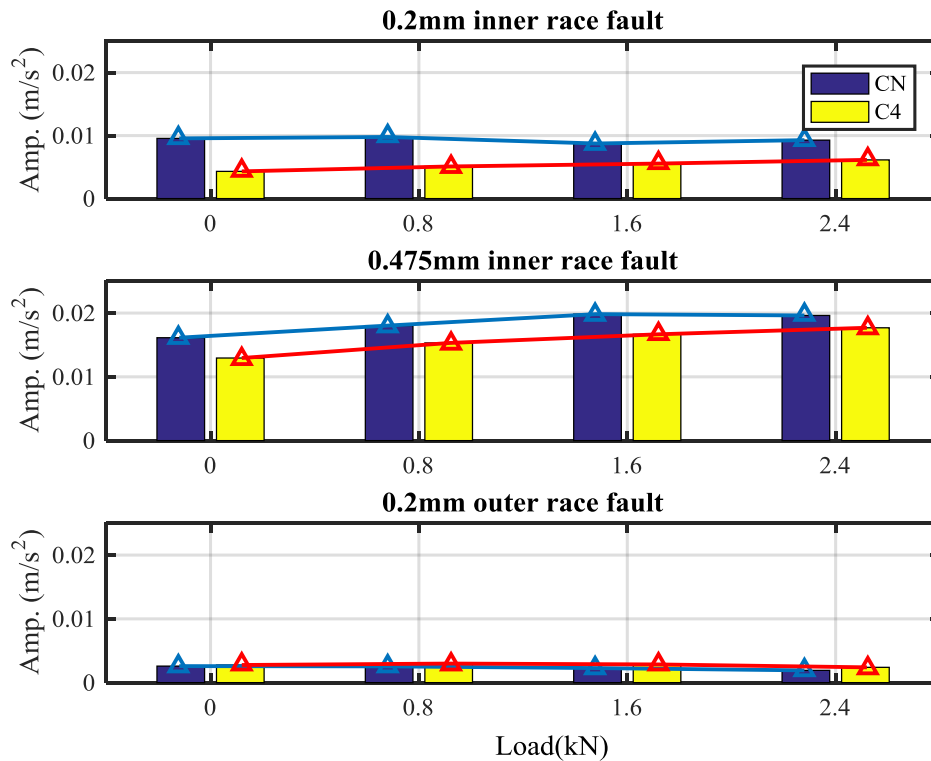 0.2mm inner race fault
Amp. (m/s²)
0.02
0.01
0
CN
C4
0 0.8 1.6 2.4
0.475mm inner race fault
Amp. (m/s²)
0.02
0.01
0
0 0.8 1.6 2.4
0.2mm outer race fault
Amp. (m/s²)
0.02
0.01
0
0 0.8 1.6 2.4
Load(kN)